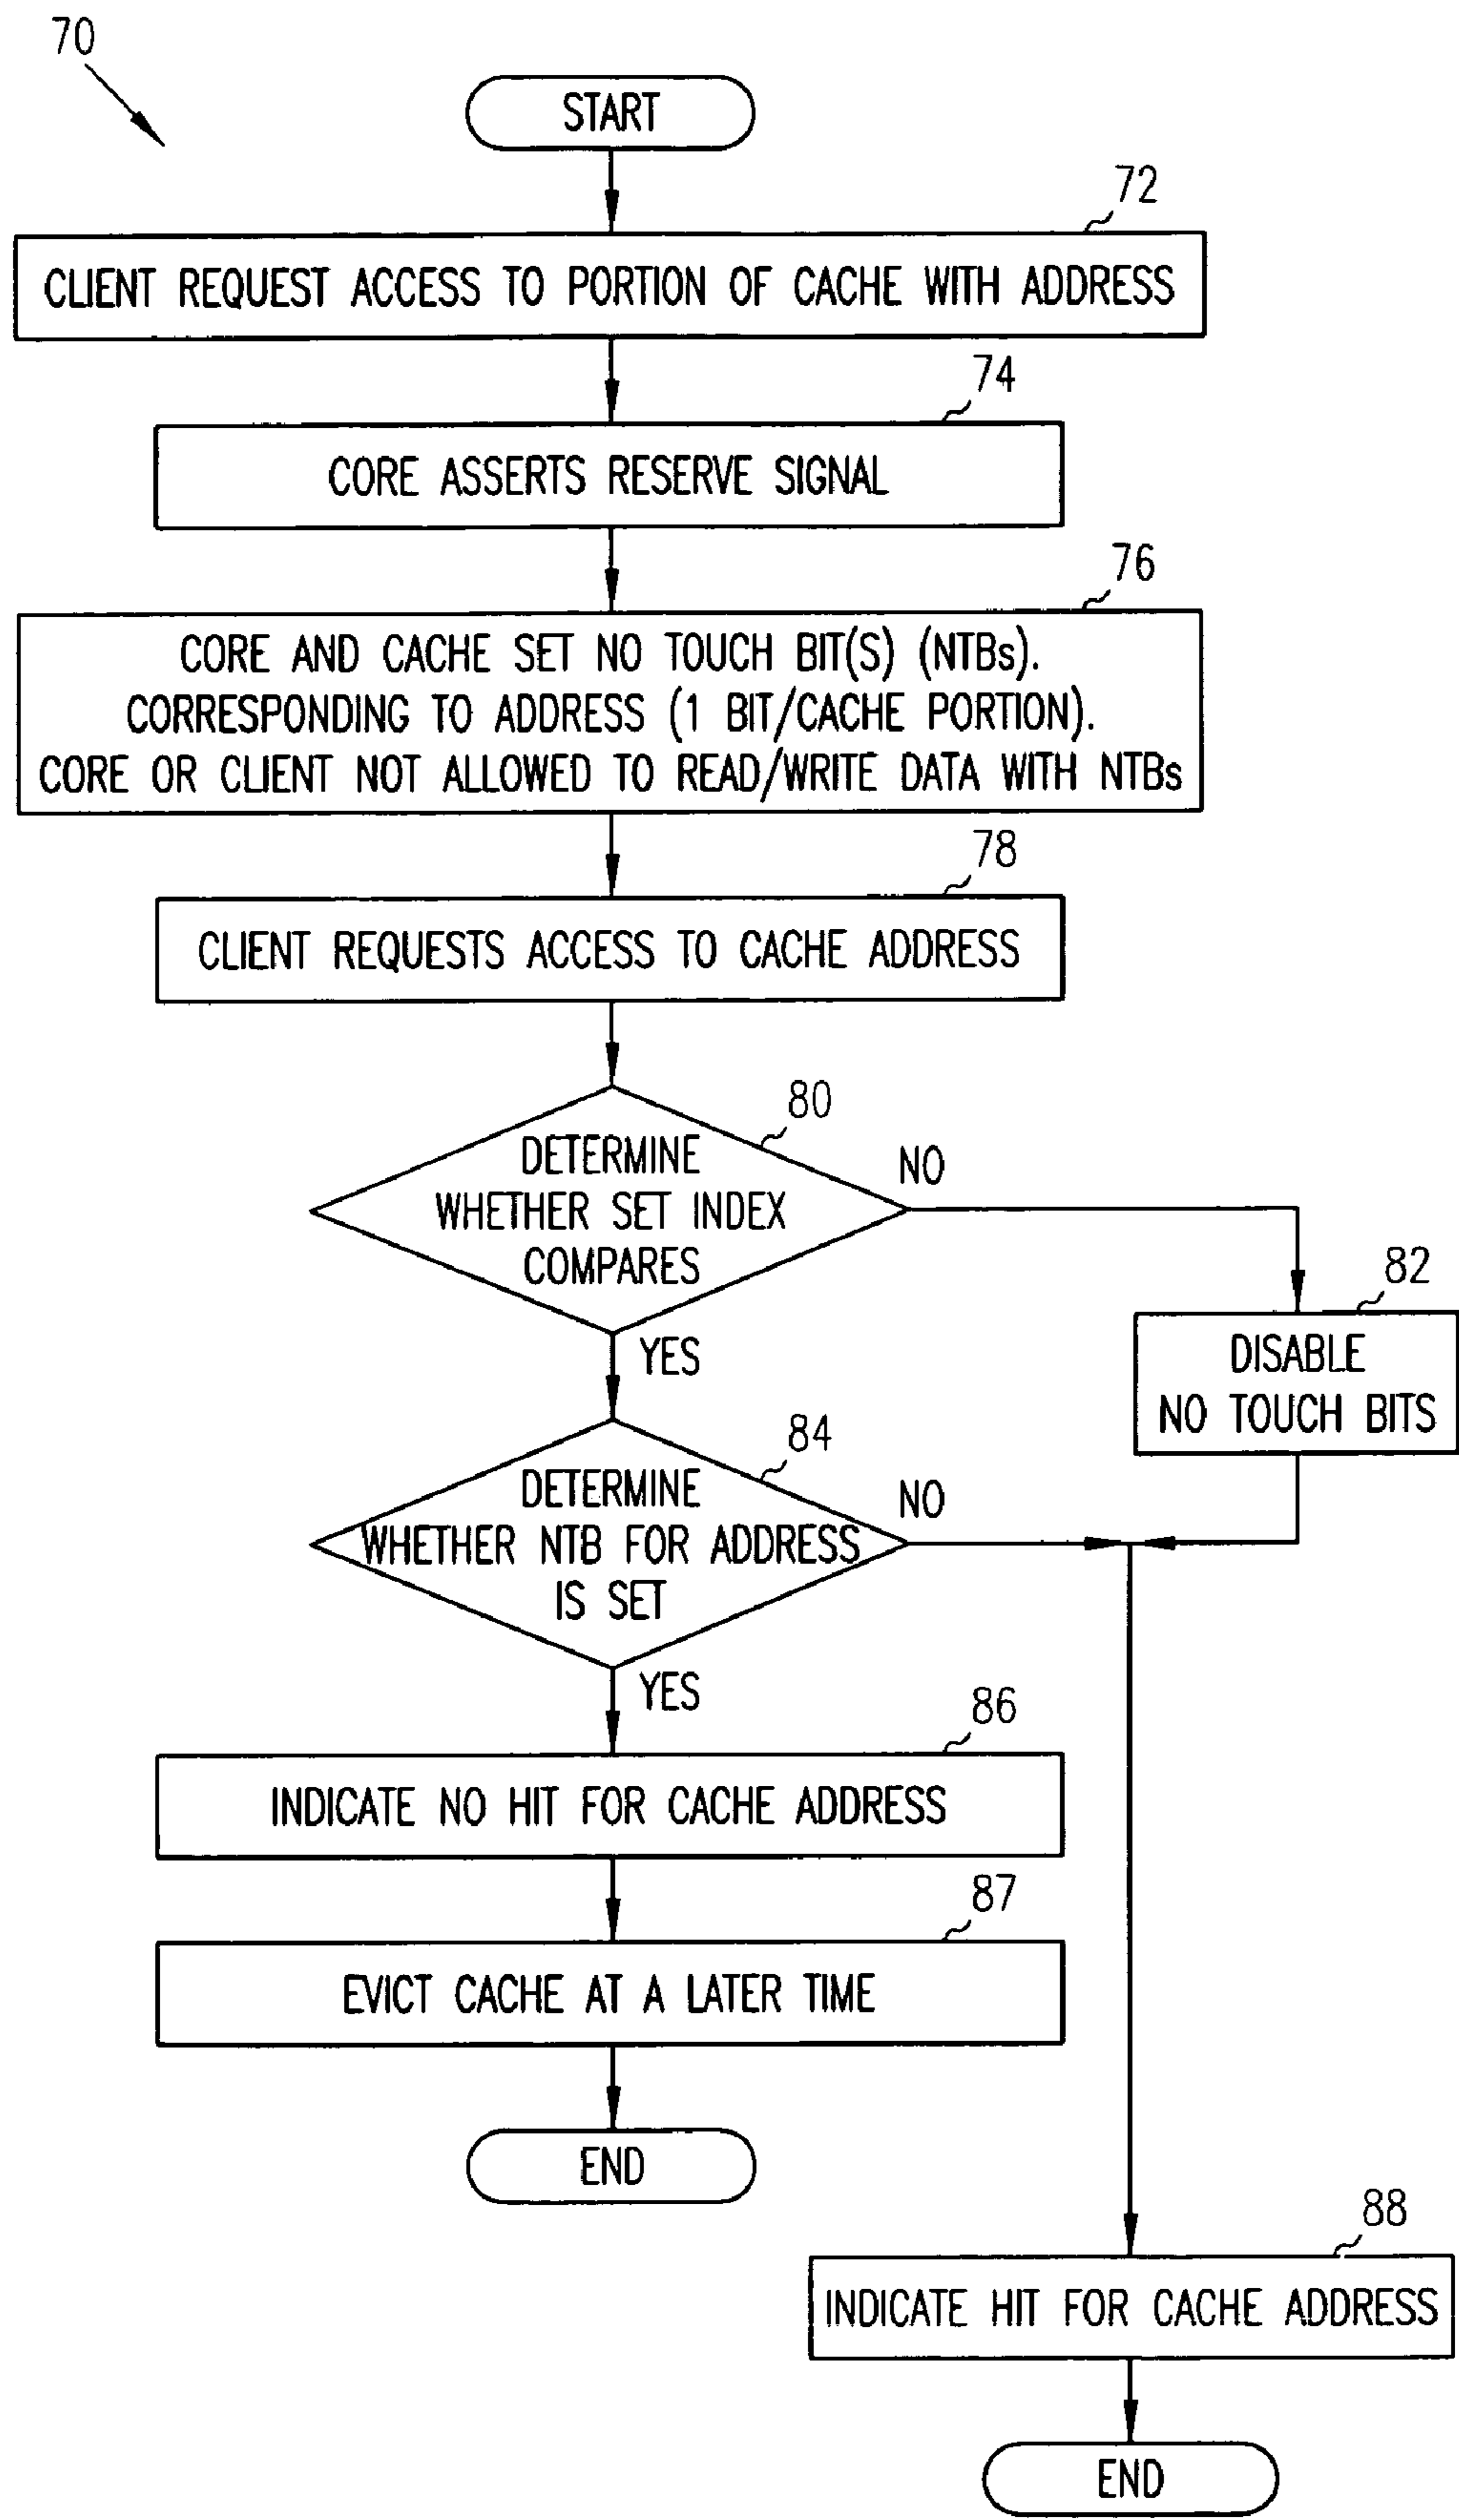 70
START
72
CLIENT REQUEST ACCESS TO PORTION OF CACHE WITH ADDRESS
74
CORE ASSERTS RESERVE SIGNAL
76
CORE AND CACHE SET NO TOUCH BIT(S) (NTBs).
CORRESPONDING TO ADDRESS (1 BIT/CACHE PORTION).
CORE OR CLIENT NOT ALLOWED TO READ/WRITE DATA WITH NTBs
78
CLIENT REQUESTS ACCESS TO CACHE ADDRESS
80
DETERMINE
WHETHER SET INDEX
COMPARES
NO
YES
82
DISABLE
NO TOUCH BITS
84
DETERMINE
WHETHER NTB FOR ADDRESS
IS SET
NO
YES
86
INDICATE NO HIT FOR CACHE ADDRESS
87
EVICT CACHE AT A LATER TIME
END
88
INDICATE HIT FOR CACHE ADDRESS
END